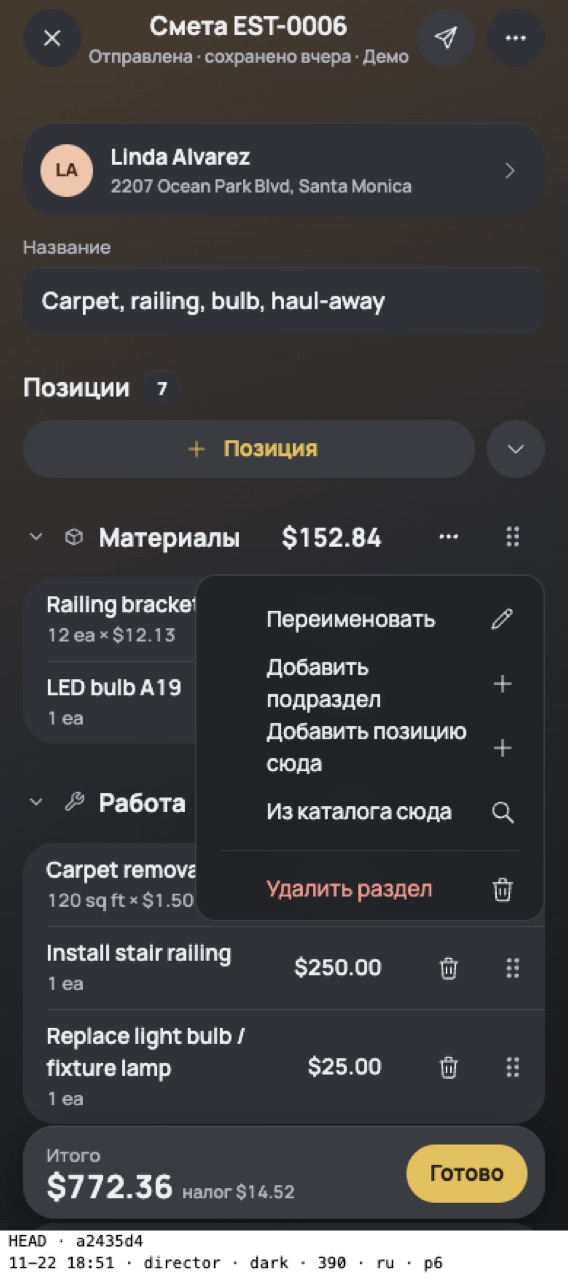 Смета EST-0006
Отправлена · сохранено вчера · Демо
LA
Linda Alvarez
2207 Ocean Park Blvd, Santa Monica
Название
Carpet, railing, bulb, haul-away
Позиции 7
+ Позиция
Материалы $152.84
Railing bracket
12 ea × $12.13
LED bulb A19
1 ea
Переименовать
Добавить
подраздел
Добавить позицию
сюда
Из каталога сюда
Удалить раздел
Работа
Carpet remova
120 sq ft × $1.50
Install stair railing
$250.00
1 ea
Replace light bulb /
fixture lamp
$25.00
1 ea
Итого
$772.36 налог $14.52
Готово
HEAD · a2435d4
11-22 18:51 · director · dark · 390 · ru · p6